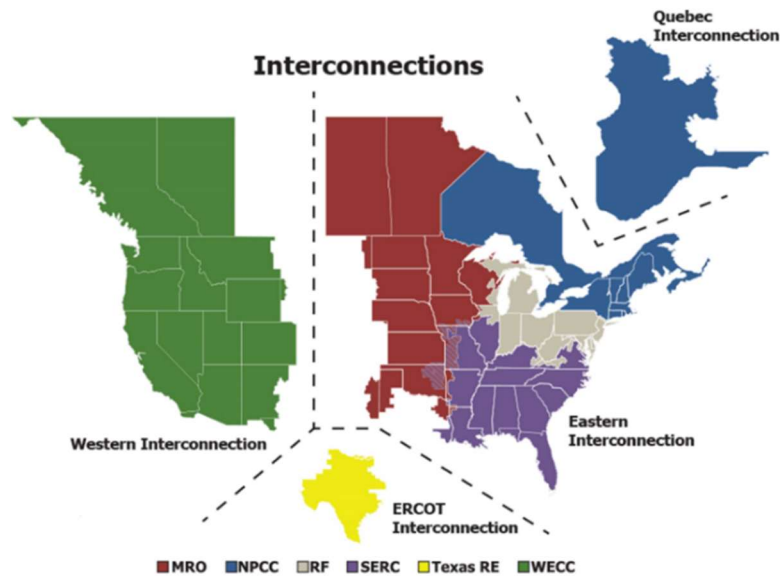 Quebec
Interconnection
Interconnections
Western Interconnection
Eastern
Interconnection
ERCOT
Interconnection
MRO NPCC RF SERC Texas RE WECC